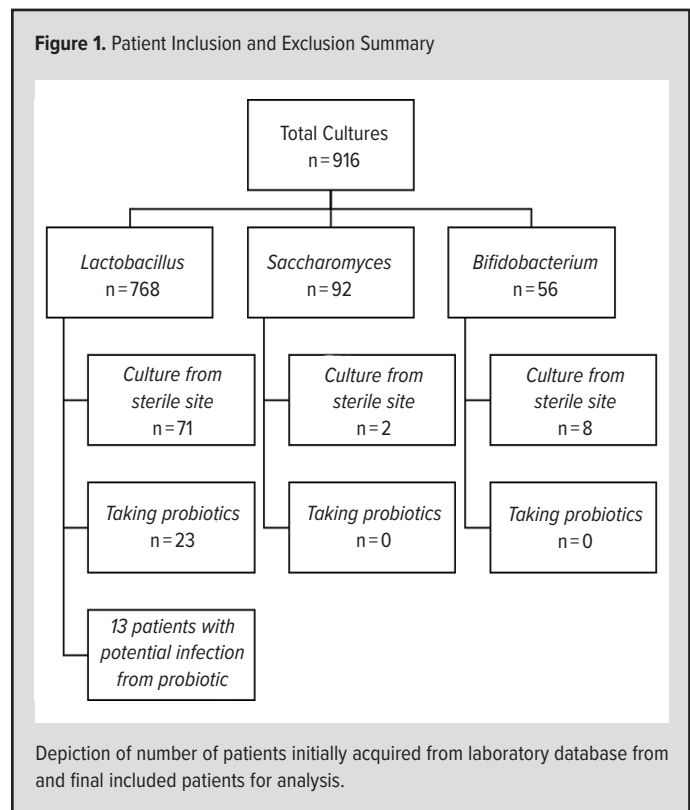 Figure 1. Patient Inclusion and Exclusion Summary
Total Cultures
n=916
Lactobacillus
n=768
Saccharomyces
n=92
Bifidobacterium
n=56
Culture from
sterile site
n=71
Culture from
sterile site
n=2
Culture from
sterile site
n=8
Taking probiotics
n=23
Taking probiotics
n=0
Taking probiotics
n=0
13 patients with
potential infection
from probiotic
Depiction of number of patients initially acquired from laboratory database from
and final included patients for analysis.